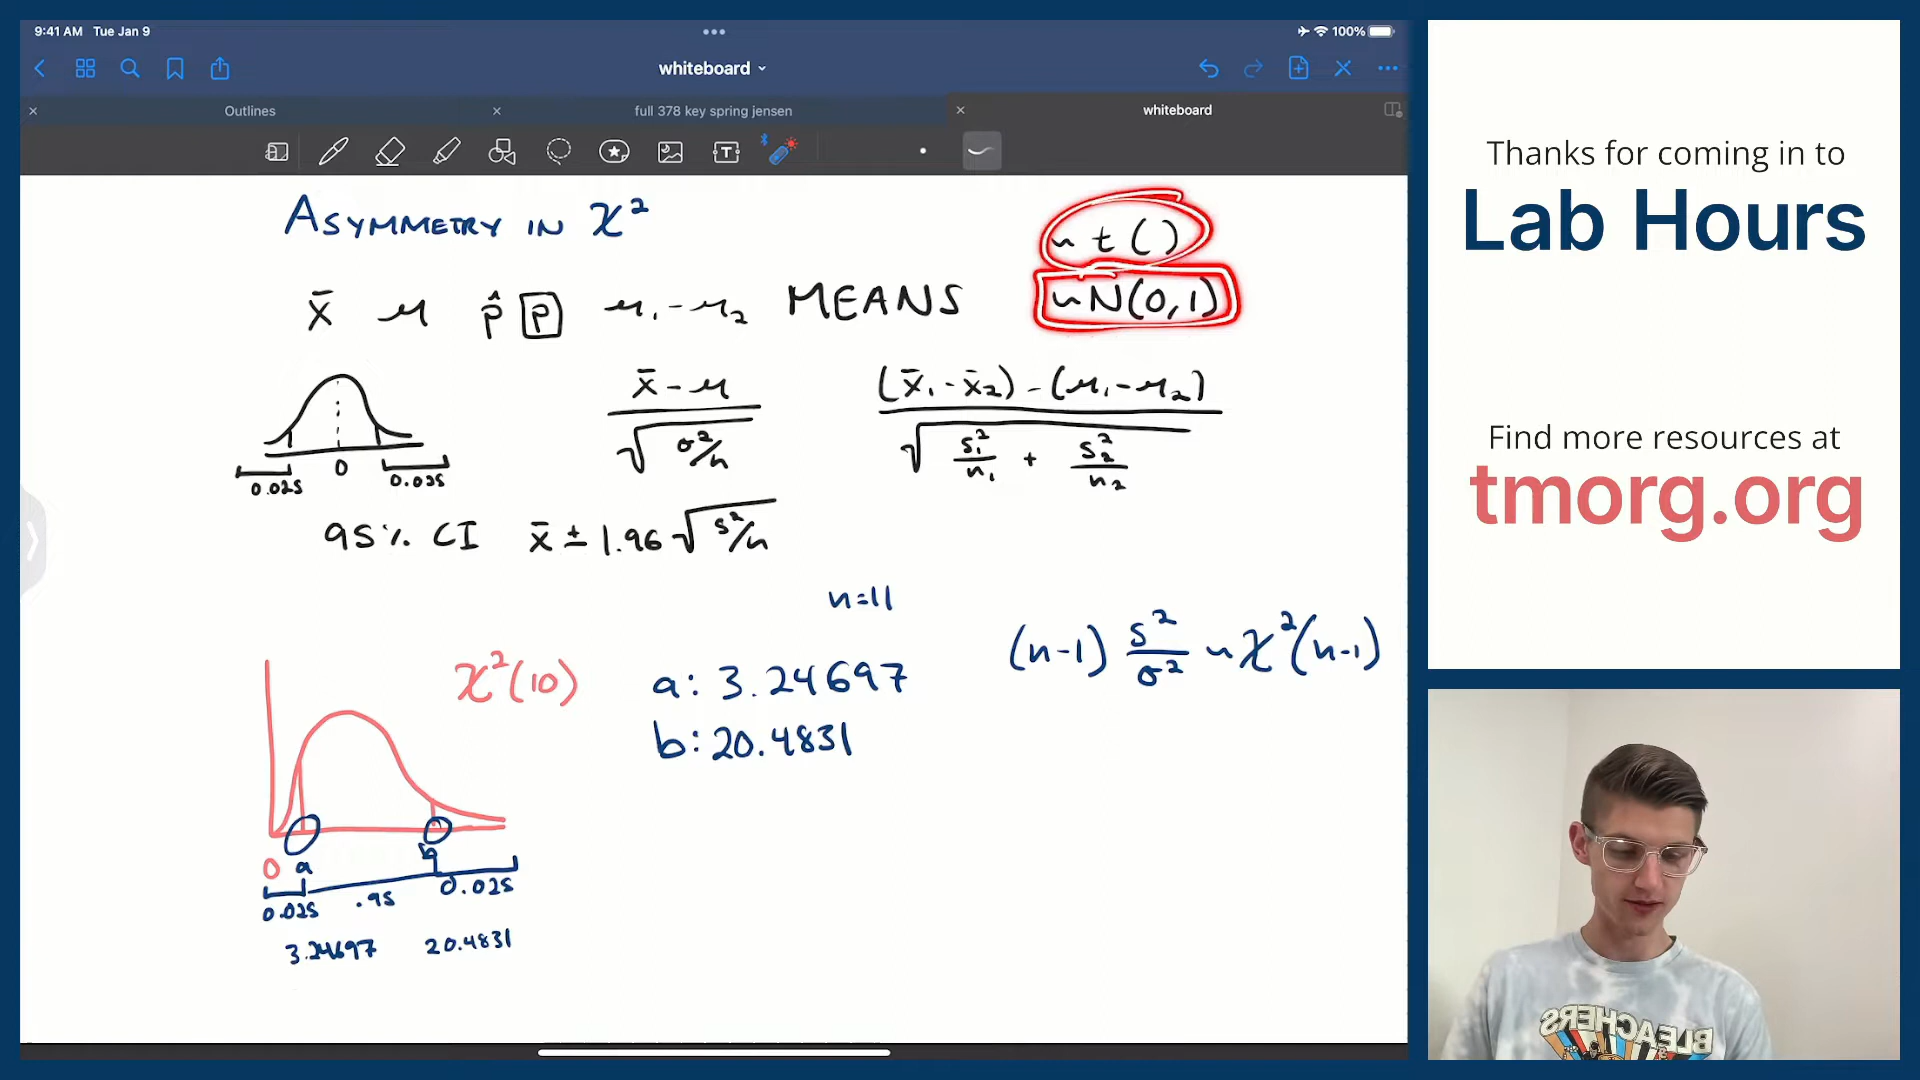 9:41 AM Tue Jan 9
100%
whiteboard
Outlines
full 378 key spring jensen
whiteboard
ASYMMETRY IN χ²
~ t ( )
~ N(0,1)
x̄ μ p̂ p μ₁-μ₂ MEANS
0.025 0 0.025
x̄ - μ
√σ²/n
(x̄₁ - x̄₂) - (μ₁ - μ₂)
√ s₁²/n₁ + s₂²/n₂
95% CI x̄ ± 1.96 √s²/n
n=11
(n-1) s²/σ² ~ χ²(n-1)
χ²(10)
a: 3.24697
b: 20.4831
0 a b
0.025 .95 0.025
3.24697 20.4831
Thanks for coming in to
Lab Hours
Find more resources at
tmorg.org
BLEACHERS